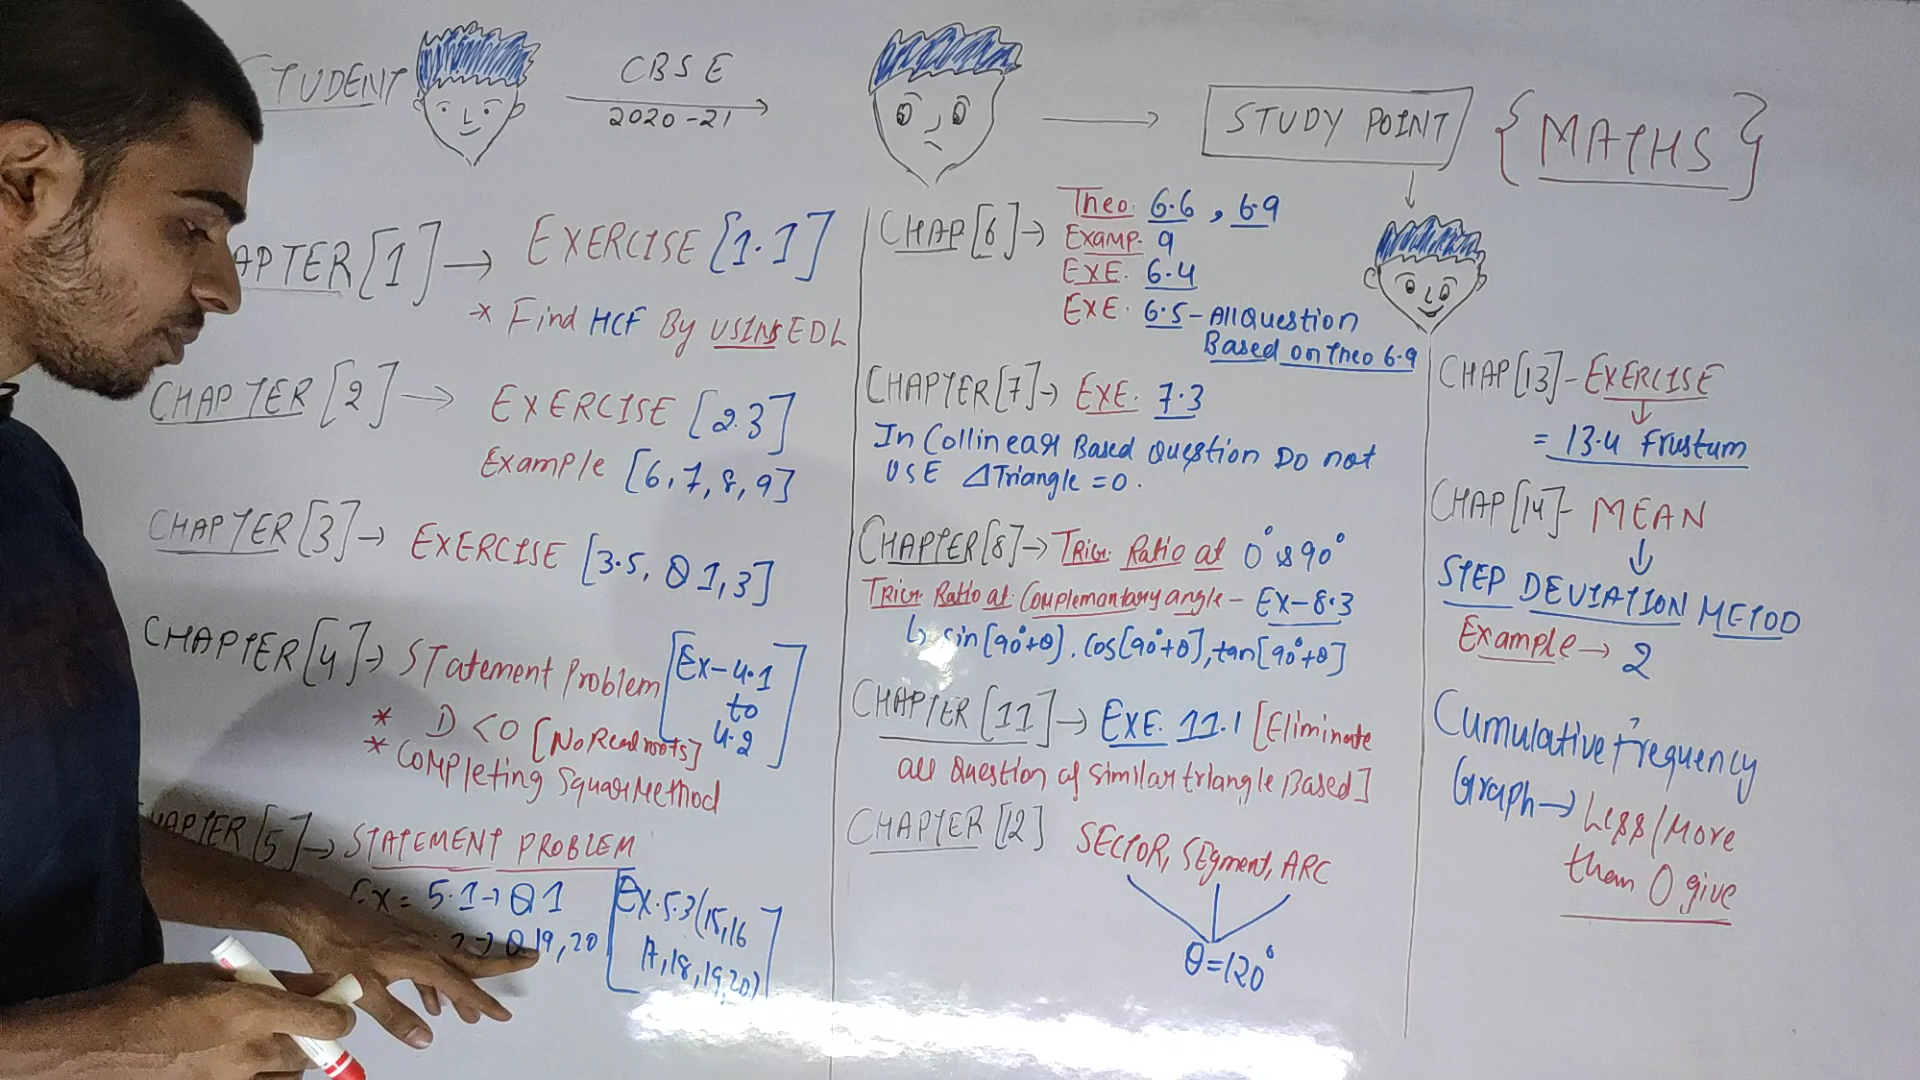 STUDENT
CBSE
2020-21
STUDY POINT
{MATHS}
APTER [1] → EXERCISE [1.1]
* Find HCF By USING EDL
CHAPTER [2] → EXERCISE [2.3]
Example [6,7,8,9]
CHAPTER [3] → EXERCISE [3.5, Q 1,3]
CHAPTER [4] → STatement Problem [Ex-4.1
to
4.2]
* D < 0 [No Real roots]
* Completing Square Method
HAPTER [5] → STATEMENT PROBLEM
Ex = 5.1 → Q 1
→ Q 19, 20
[Ex. 5.3 (15, 16
17, 18, 19, 20)]
CHAP [6] → Theo. 6.6, 6.9
Examp. 9
EXE. 6.4
EXE. 6.5 - All Question
Based on Theo 6.9
CHAPTER [7] → EXE. 7.3
In Collinear Based Question Do not
USE Δ Triangle = 0.
CHAPTER [8] → Trig. Ratio at 0° & 90°
Trig. Ratio at Complemontary angle - EX-8.3
↳ sin[90°+θ], Cos[90°+θ], tan[90°+θ]
CHAPTER [11] → EXE. 11.1 [Eliminate
all Question of similar triangle Based]
CHAPTER [12] SECTOR, SEgment, ARC
θ = 120°
CHAP [13] - EXERCISE
= 13.4 Frustum
CHAP [14] - MEAN
STEP DEVIATION METOD
Example → 2
Cumulative Frequency
Graph → Less/More
than O give